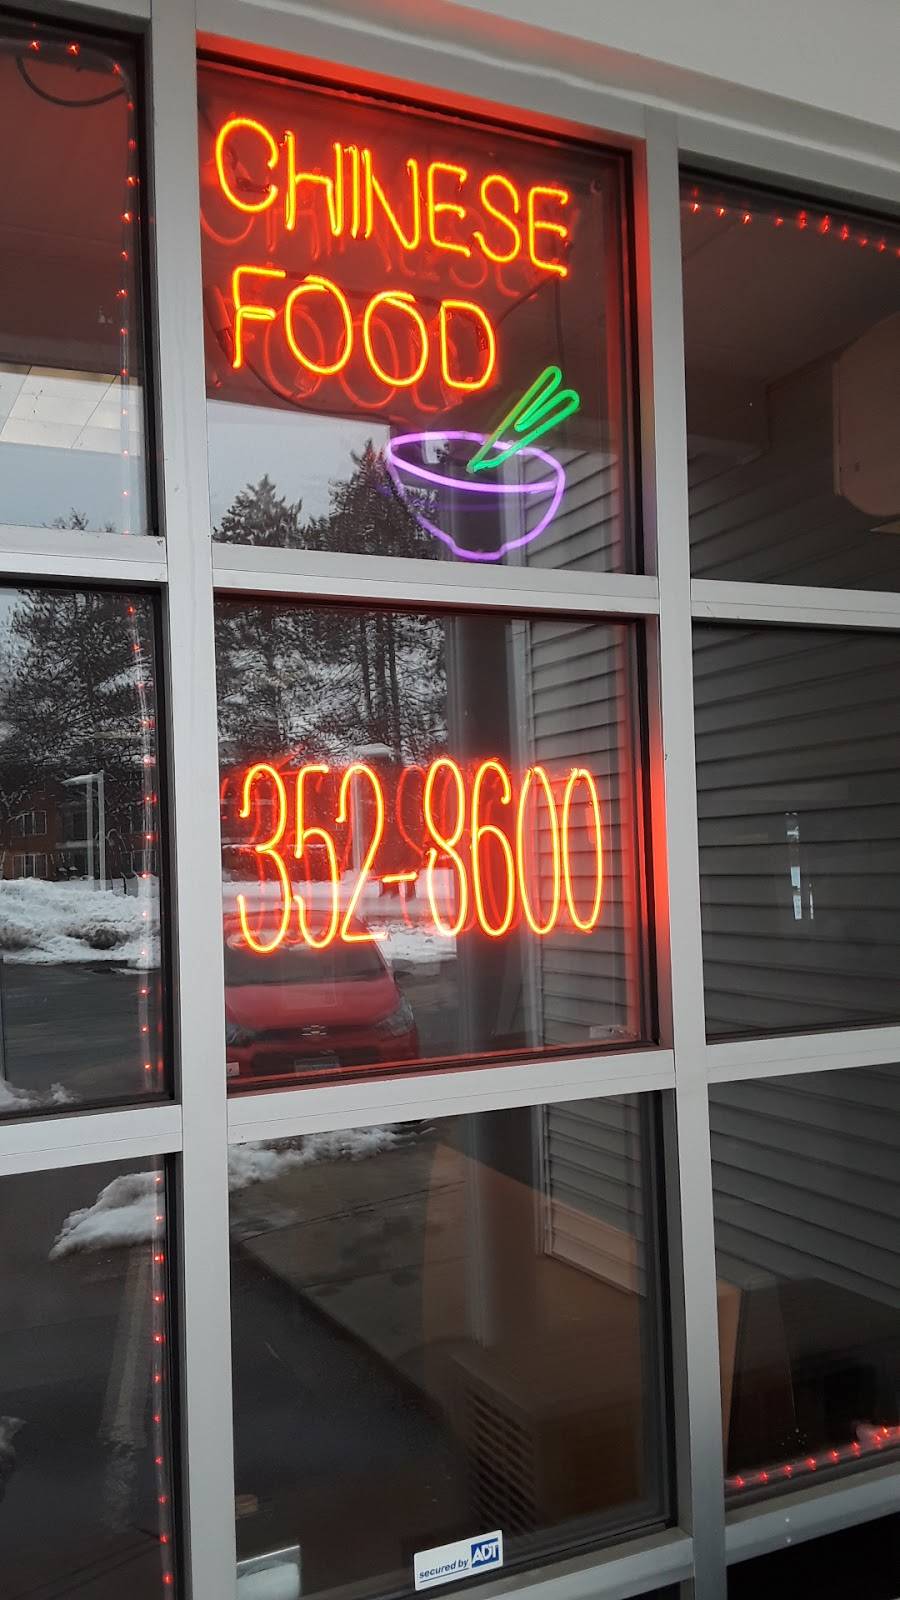 CHINESE
FOOD
352-8600
secured by ADT